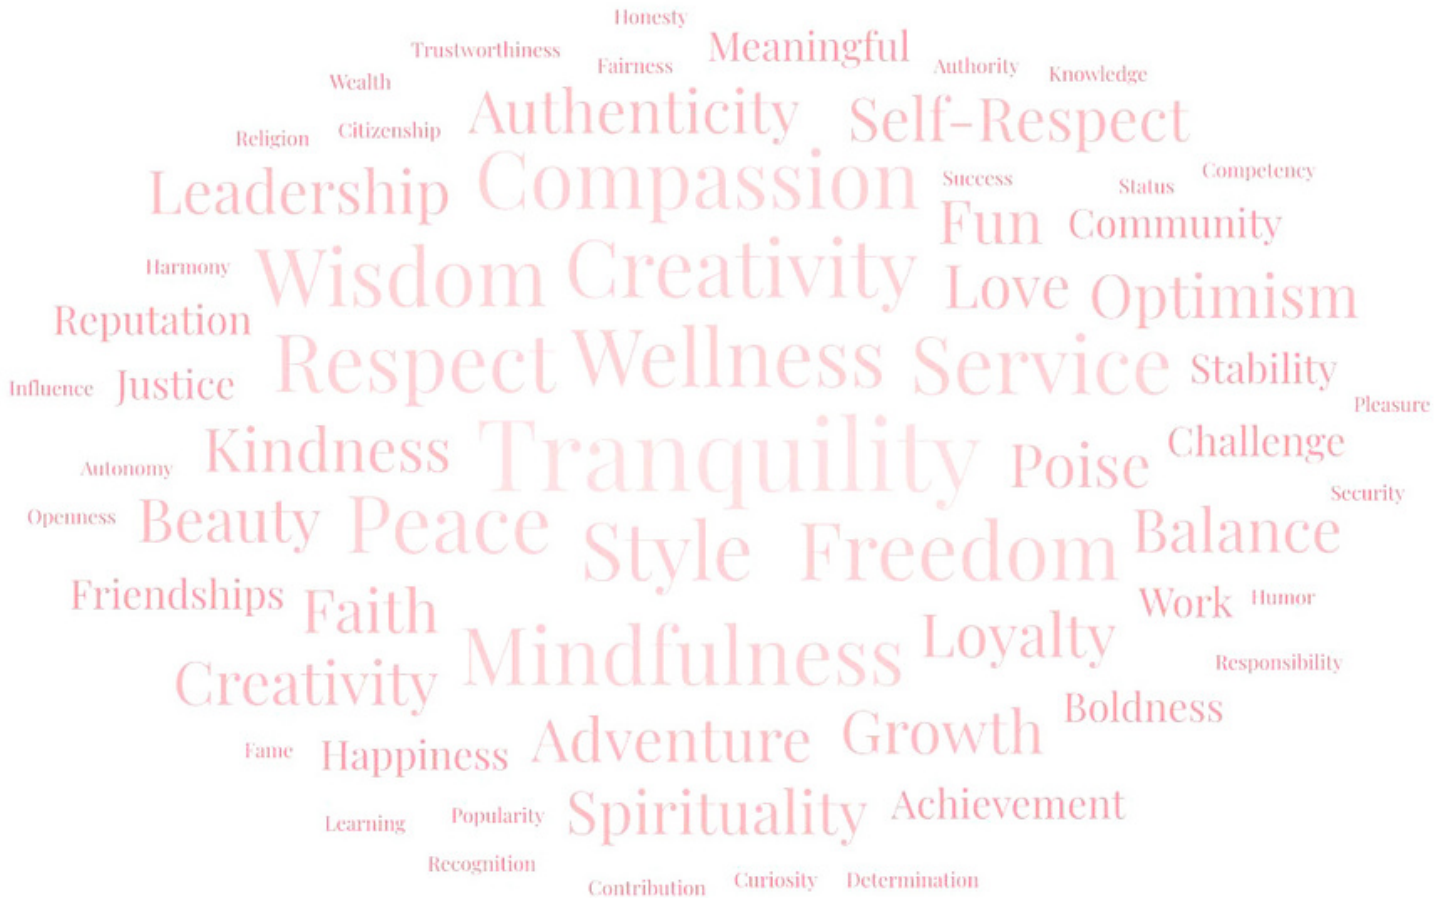 Honesty
Trustworthiness Fairness Meaningful Authority Knowledge
Wealth
Religion Citizenship Authenticity Self-Respect
Leadership Compassion Success Status Competency
Fun Community
Harmony Wisdom Creativity Love Optimism
Reputation
Influence Justice Respect Wellness Service Stability
Pleasure
Autonomy Kindness Tranquility Poise Challenge
Security
Openness Beauty Peace Style Freedom Balance
Friendships Faith Work Humor
Creativity Mindfulness Loyalty Responsibility
Boldness
Fame Happiness Adventure Growth
Learning Popularity Spirituality Achievement
Recognition
Contribution Curiosity Determination